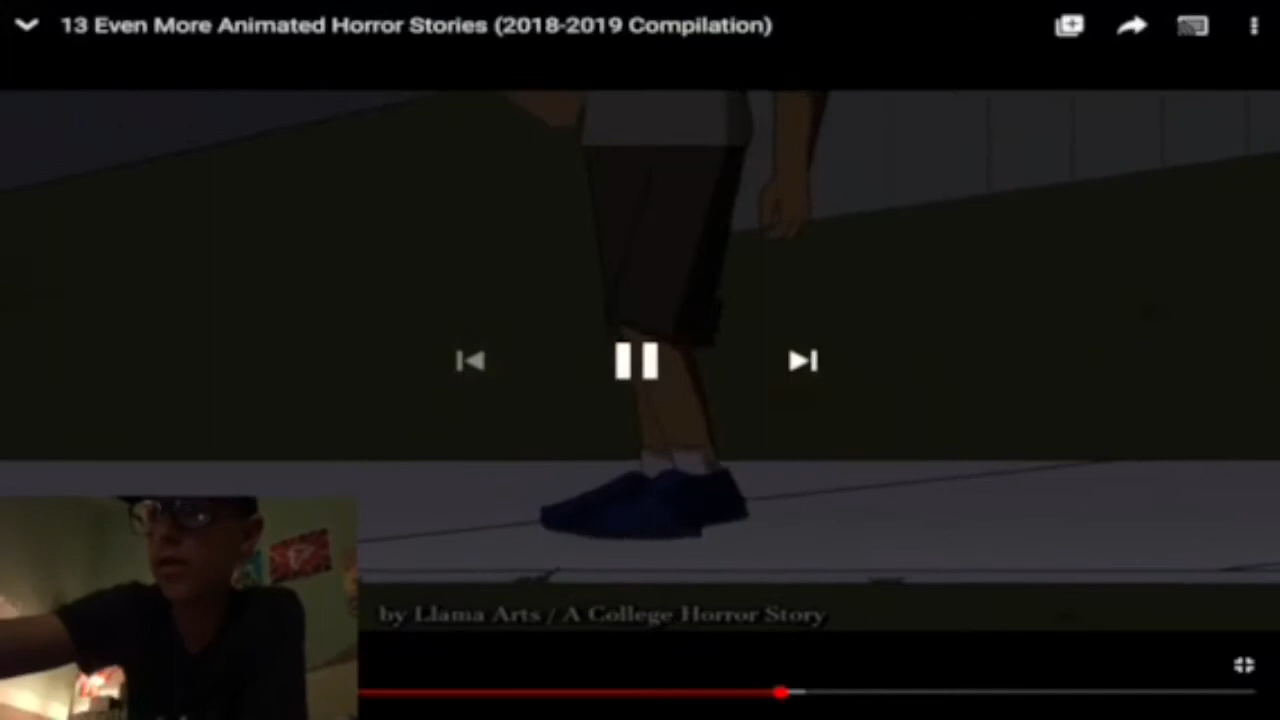 13 Even More Animated Horror Stories (2018-2019 Compilation)
by Llama Arts / A College Horror Story